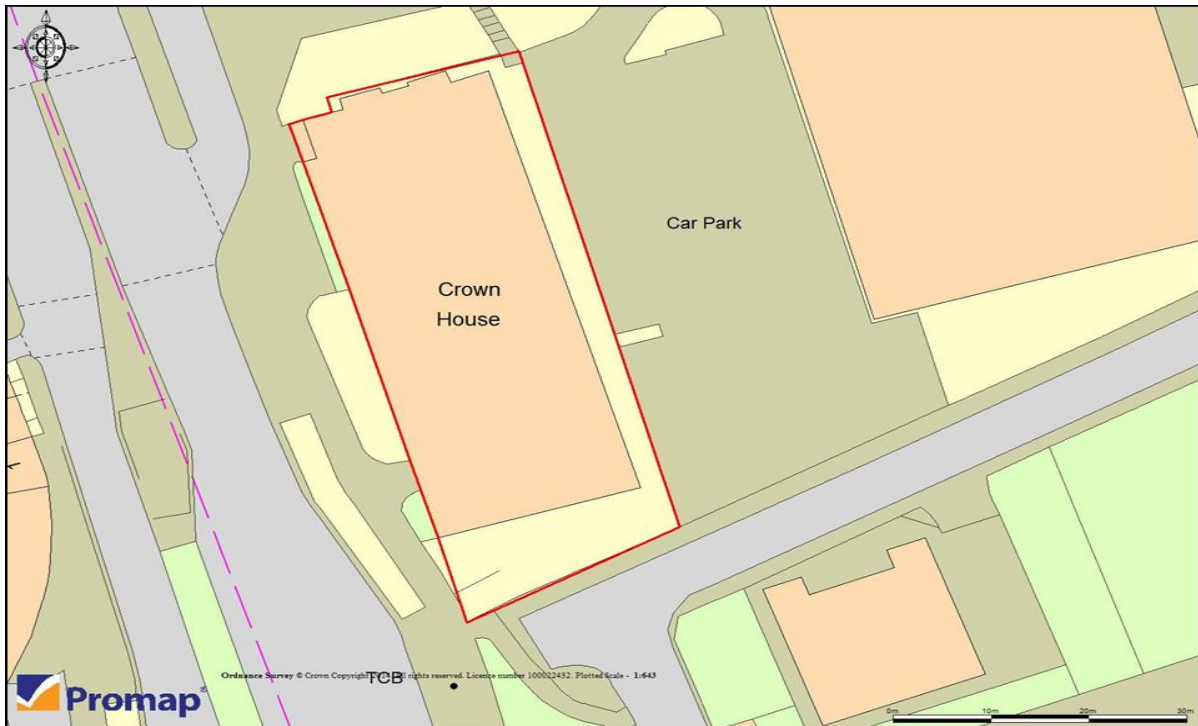 Car Park
Crown
House
TCB
Promap
Ordnance Survey © Crown Copyright All rights reserved. Licence number 100022432. Plotted Scale - 1:643
0m 10m 20m 30m